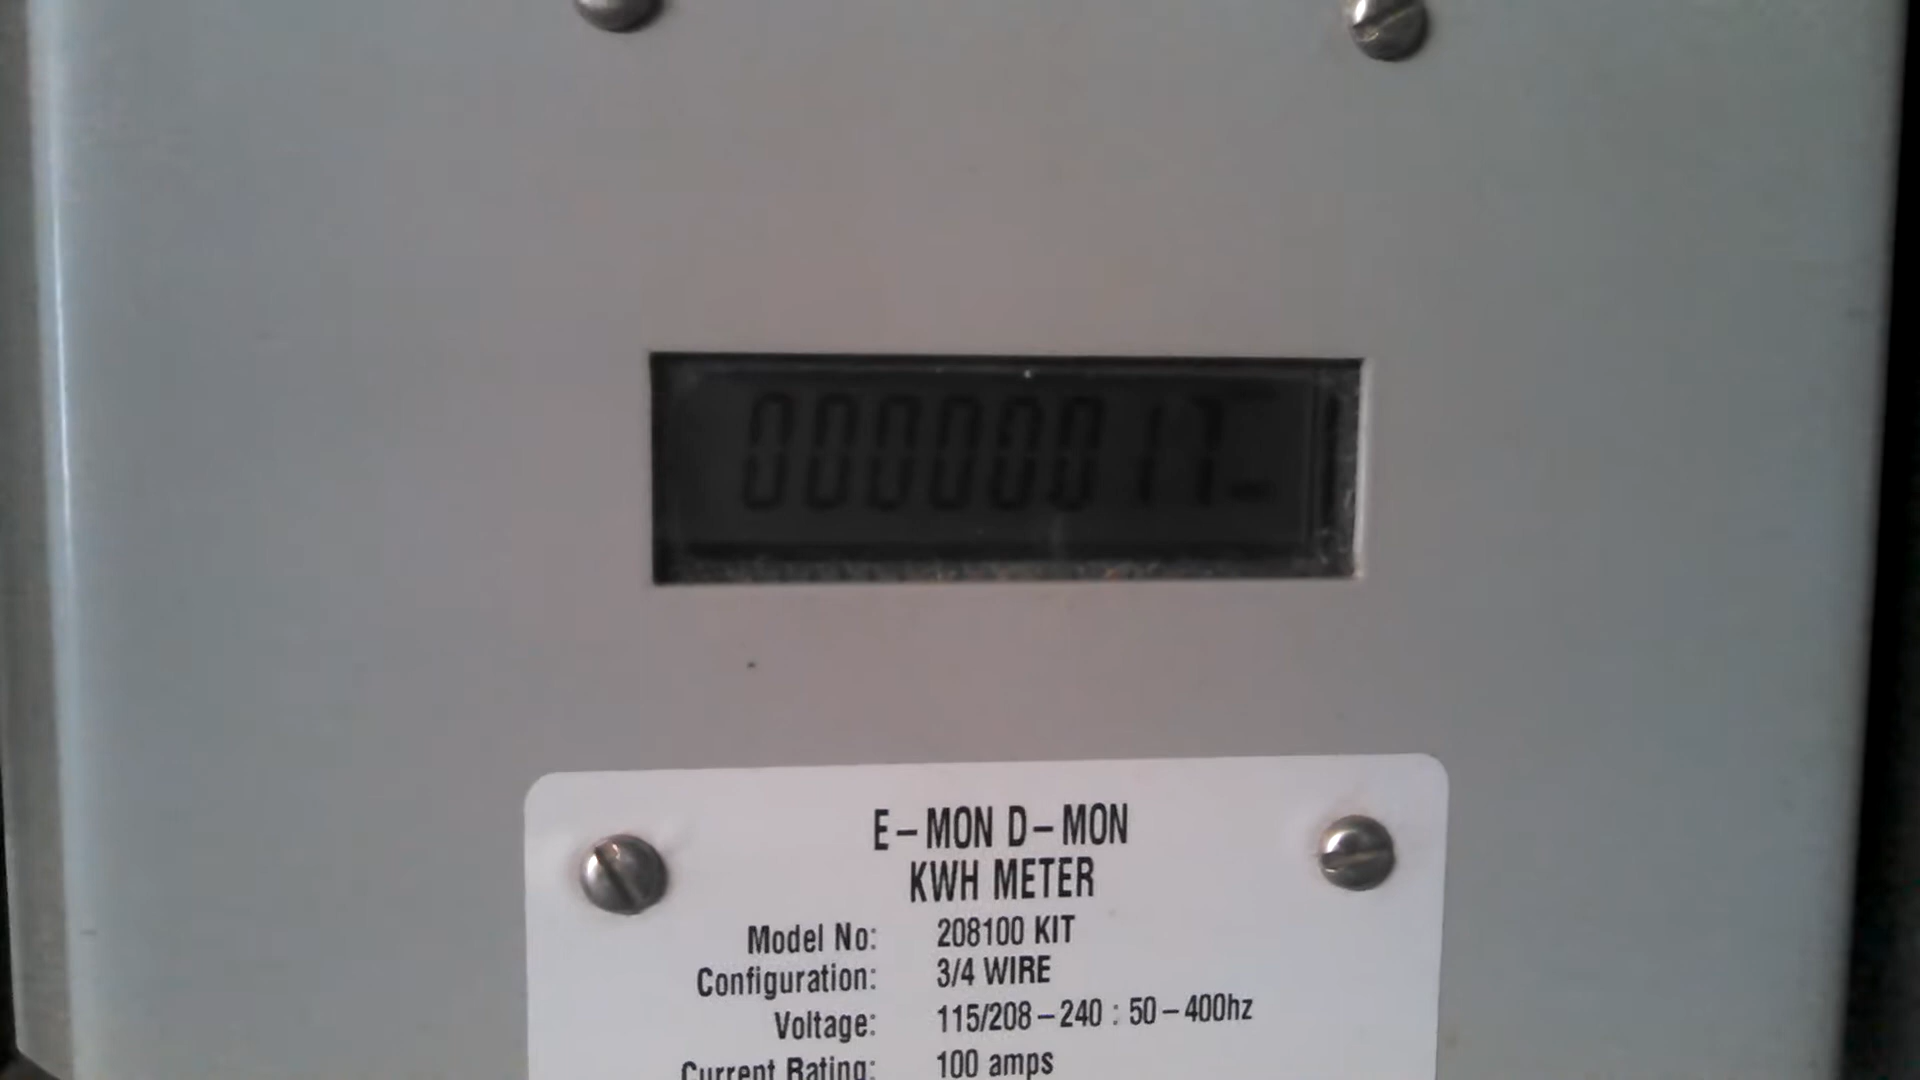 00000017
E-MON D-MON
KWH METER
Model No: 208100 KIT
Configuration: 3/4 WIRE
Voltage: 115/208-240 : 50-400hz
Current Rating: 100 amps